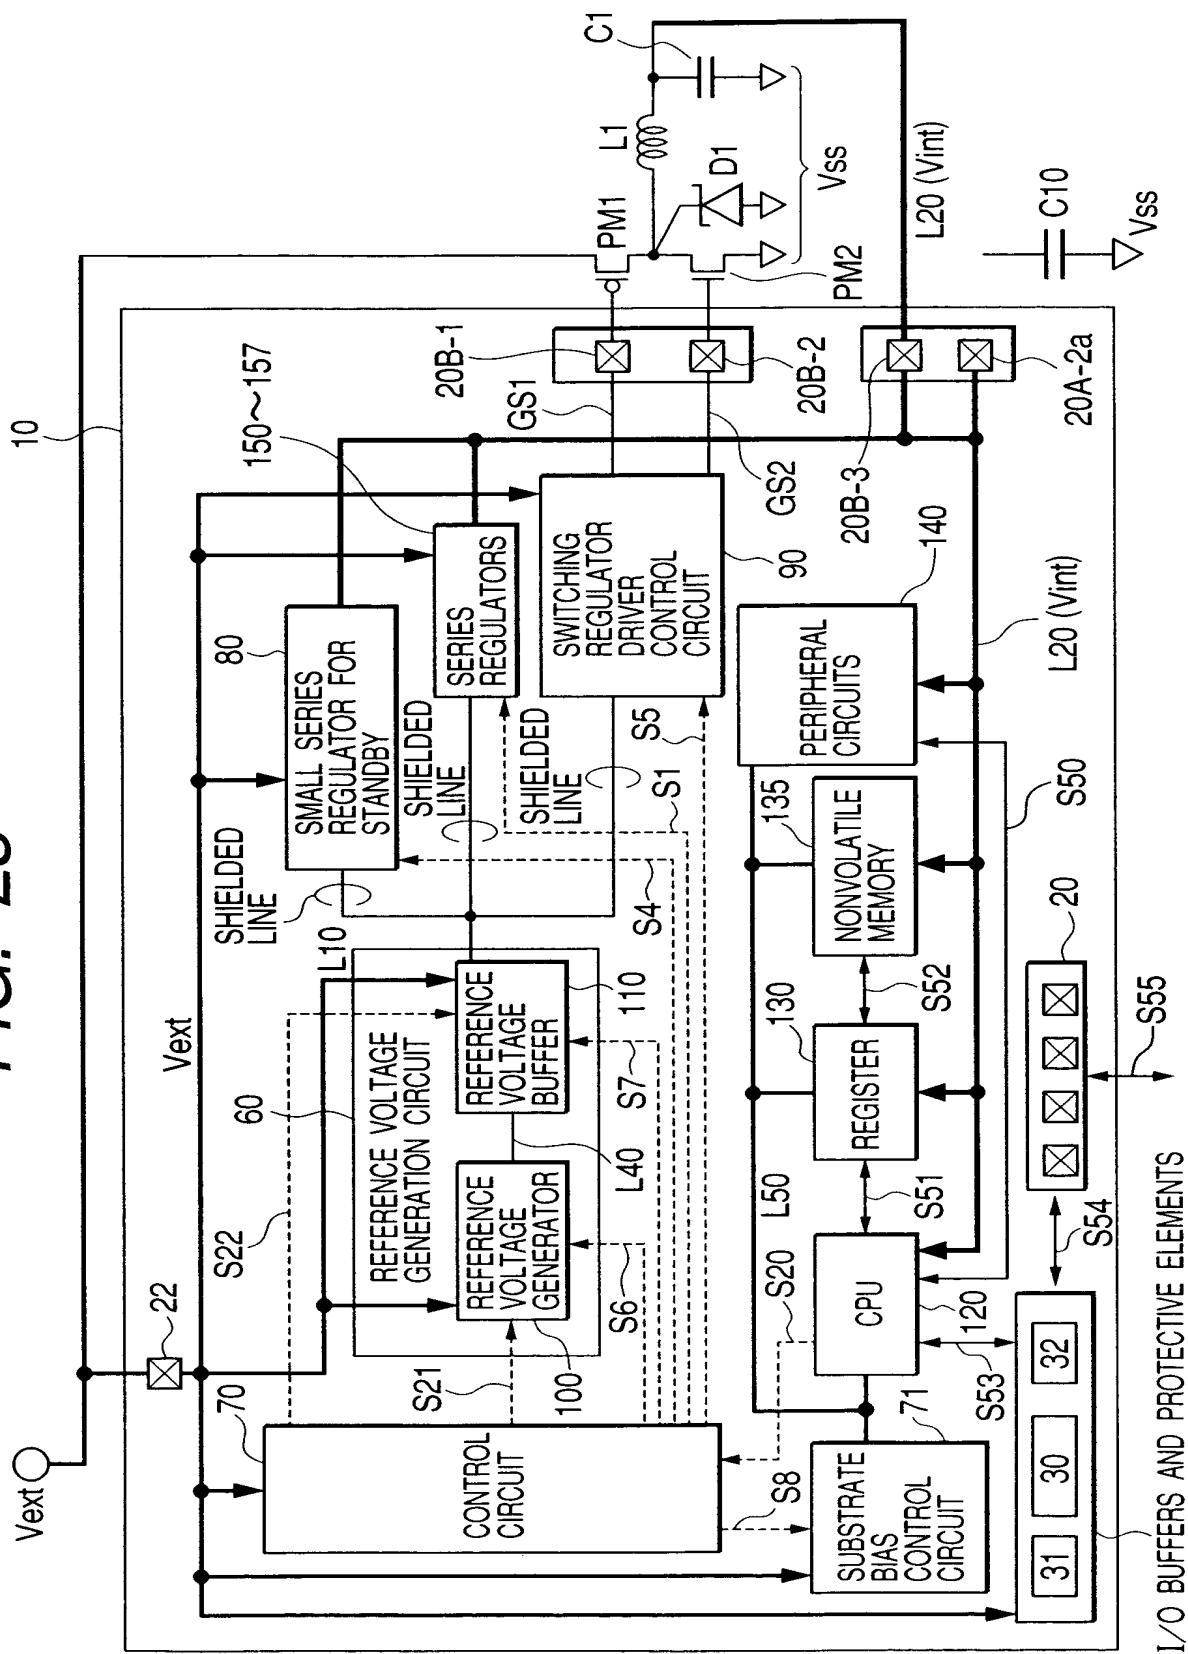 10
Vext
22
Vext
70
CONTROL
CIRCUIT
S22
S21
60
REFERENCE VOLTAGE
GENERATION CIRCUIT
L10
REFERENCE
VOLTAGE
GENERATOR
100
L40
REFERENCE
VOLTAGE
BUFFER
110
S6
S7
SHIELDED
LINE
SMALL SERIES
REGULATOR FOR
STANDBY
80
SHIELDED
LINE
SERIES
REGULATORS
150~157
SHIELDED
LINE
SWITCHING
REGULATOR
DRIVER
CONTROL
CIRCUIT
90
S4
S1
S5
GS1
GS2
20B-1
20B-2
PM1
PM2
L1
C1
D1
Vss
L20 (Vint)
C10
Vss
20B-3
20A-2a
S8
SUBSTRATE
BIAS
CONTROL
CIRCUIT
71
S20
CPU
120
L50
S51
REGISTER
130
S52
NONVOLATILE
MEMORY
135
PERIPHERAL
CIRCUITS
140
L20 (Vint)
S50
S53
31
30
32
I/O BUFFERS AND PROTECTIVE ELEMENTS
S54
20
S55